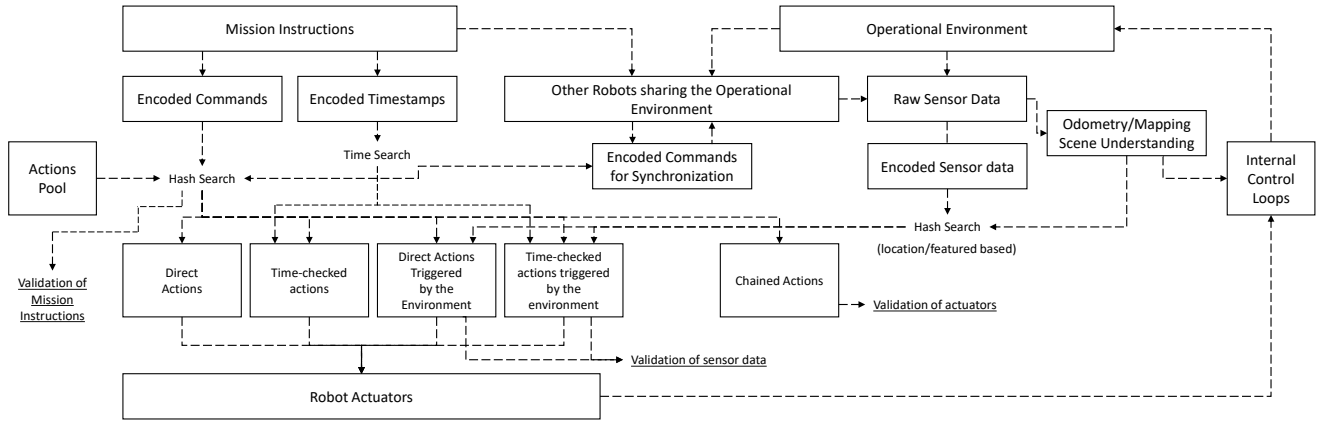 Mission Instructions
Operational Environment
Encoded Commands
Encoded Timestamps
Other Robots sharing the Operational
Environment
Raw Sensor Data
Odometry/Mapping
Scene Understanding
Actions
Pool
Time Search
Hash Search
Encoded Commands
for Synchronization
Encoded Sensor data
Internal
Control
Loops
Hash Search
(location/featured based)
Validation of
Mission
Instructions
Direct
Actions
Time-checked
actions
Direct Actions
Triggered
by the
Environment
Time-checked
actions triggered
by the
environment
Chained Actions
Validation of actuators
Validation of sensor data
Robot Actuators